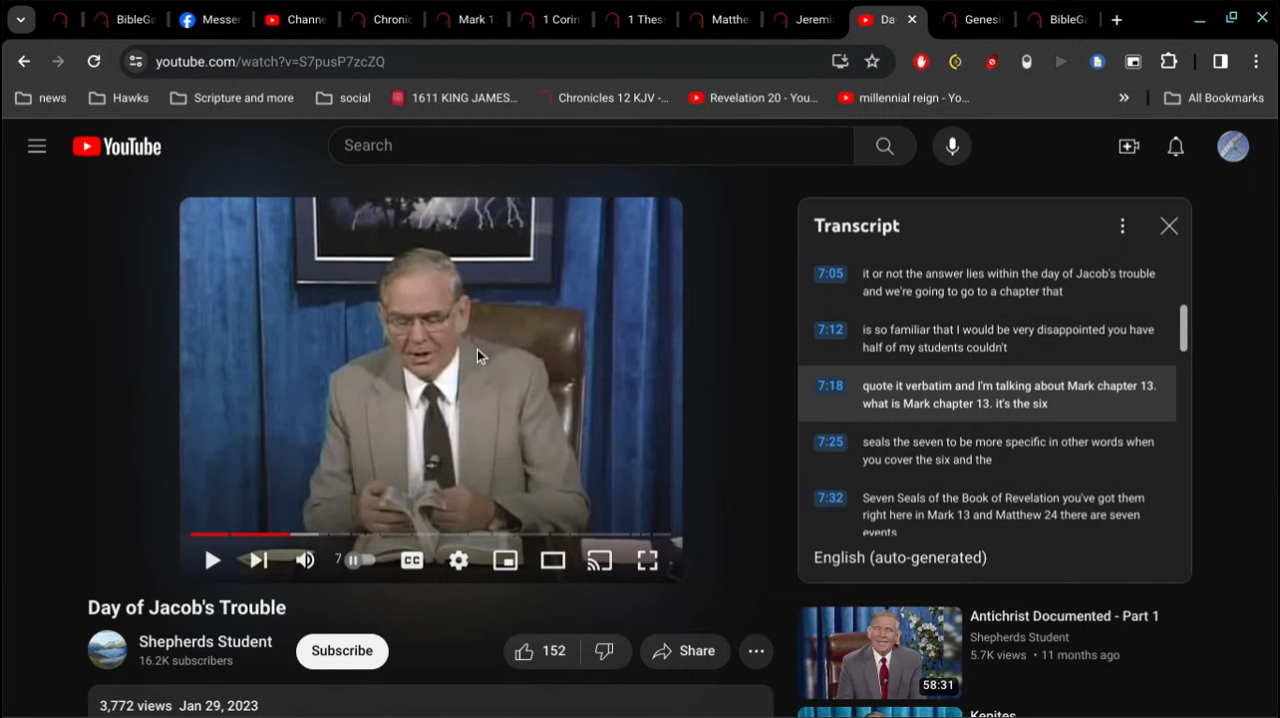 BibleGa
Messer
Channe
Chronic
Mark 1
1 Corin
1 Thes
Matthe
Jeremia
Da
Genesi
BibleGa
youtube.com/watch?v=S7pusP7zcZQ
news
Hawks
Scripture and more
social
1611 KING JAMES...
Chronicles 12 KJV -...
Revelation 20 - You...
millennial reign - Yo...
All Bookmarks
YouTube
Search
Transcript
7:05
it or not the answer lies within the day of Jacob's trouble
and we're going to go to a chapter that
7:12
is so familiar that I would be very disappointed you have
half of my students couldn't
7:18
quote it verbatim and I'm talking about Mark chapter 13.
what is Mark chapter 13. it's the six
7:25
seals the seven to be more specific in other words when
you cover the six and the
7:32
Seven Seals of the Book of Revelation you've got them
right here in Mark 13 and Matthew 24 there are seven
events
English (auto-generated)
7
CC
Day of Jacob's Trouble
Shepherds Student
16.2K subscribers
Subscribe
152
Share
3,772 views Jan 29, 2023
Antichrist Documented - Part 1
Shepherds Student
5.7K views • 11 months ago
58:31
Kenites